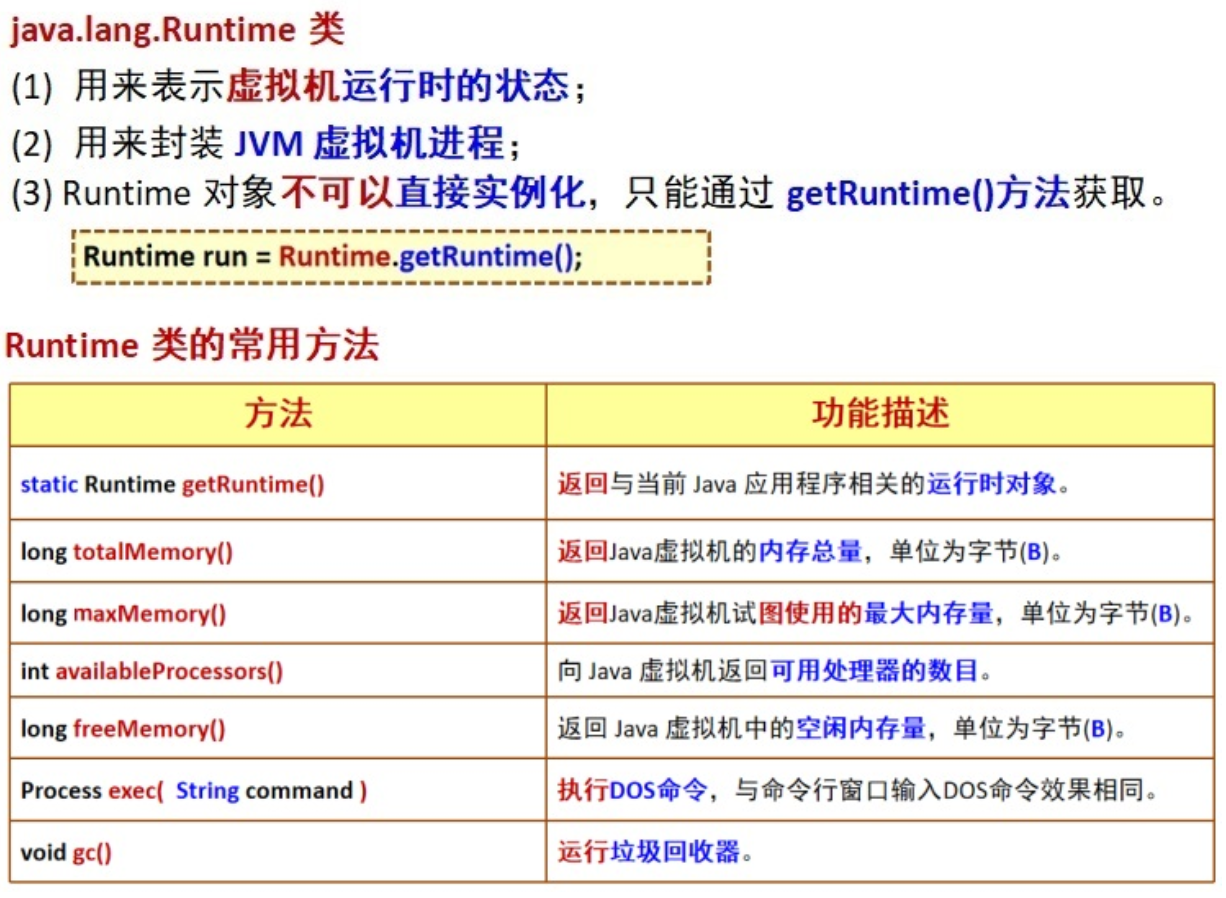 java.lang.Runtime 类
(1) 用来表示虚拟机运行时的状态；
(2) 用来封装 JVM 虚拟机进程；
(3) Runtime 对象不可以直接实例化，只能通过 getRuntime()方法获取。
Runtime run = Runtime.getRuntime();
Runtime 类的常用方法
方法 功能描述
static Runtime getRuntime() 返回与当前 Java 应用程序相关的运行时对象。
long totalMemory() 返回Java虚拟机的内存总量，单位为字节(B)。
long maxMemory() 返回Java虚拟机试图使用的最大内存量，单位为字节(B)。
int availableProcessors() 向 Java 虚拟机返回可用处理器的数目。
long freeMemory() 返回 Java 虚拟机中的空闲内存量，单位为字节(B)。
Process exec( String command ) 执行DOS命令，与命令行窗口输入DOS命令效果相同。
void gc() 运行垃圾回收器。